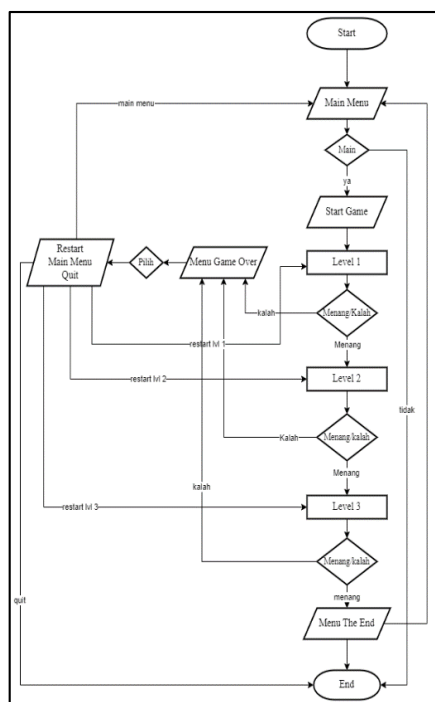 Start
main menu
Main Menu
Main
ya
Start Game
Restart
Main Menu
Quit
Pilih
Menu Game Over
Level 1
kalah
Menang/Kalah
restart lvl 1
Menang
restart lvl 2
Level 2
tidak
Kalah
Menang/kalah
kalah
Menang
restart lvl 3
Level 3
Menang/kalah
quit
menang
Menu The End
End